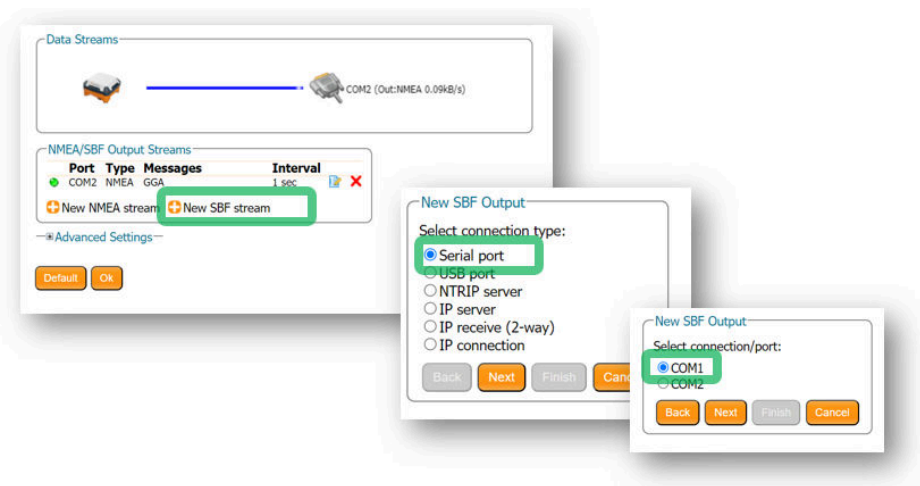 Data Streams
COM2 (Out:NMEA 0.09kB/s)
NMEA/SBF Output Streams
Port Type Messages Interval
COM2 NMEA GGA 1 sec
New NMEA stream New SBF stream
Advanced Settings
Default Ok
New SBF Output
Select connection type:
Serial port
USB port
NTRIP server
IP server
IP receive (2-way)
IP connection
Back Next Finish
New SBF Output
Select connection/port:
COM1
COM2
Back Next Finish Cancel